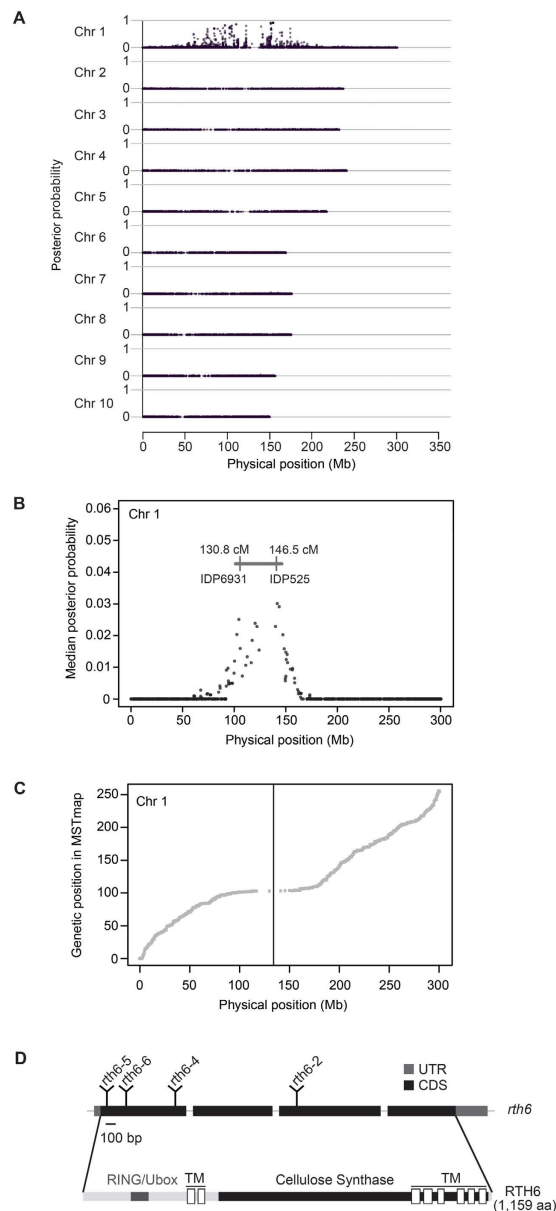 A
Posterior probability
Chr 1
1
0
Chr 2
1
0
Chr 3
1
0
Chr 4
1
0
Chr 5
1
0
Chr 6
1
0
Chr 7
1
0
Chr 8
1
0
Chr 9
1
0
Chr 10
1
0
0 50 100 150 200 250 300 350
Physical position (Mb)
B
Chr 1
Median posterior probability
0.06
0.05
0.04
0.03
0.02
0.01
0
130.8 cM 146.5 cM
IDP6931 IDP525
0 50 100 150 200 250 300
Physical position (Mb)
C
Chr 1
Genetic position in MSTmap
250
200
150
100
50
0
0 50 100 150 200 250 300
Physical position (Mb)
D
rth6-5
rth6-6
rth6-4
rth6-2
UTR
CDS
rth6
100 bp
RING/Ubox TM Cellulose Synthase TM
RTH6
(1,159 aa)